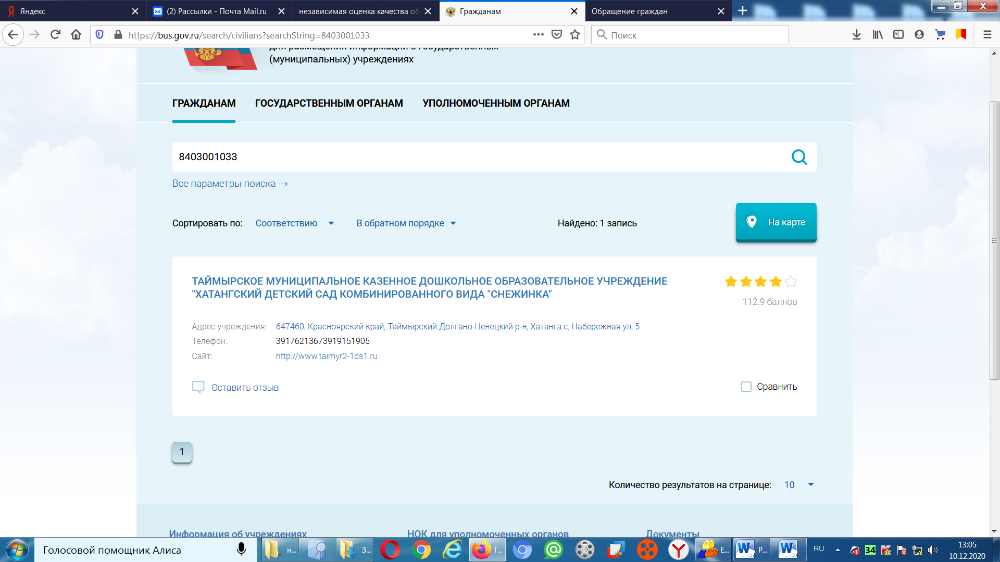 Яндекс
(2) Рассылки - Почта Mail.ru
независимая оценка качества об
Гражданам
Обращение граждан
https://bus.gov.ru/search/civilians?searchString=8403001033
Поиск
для размещения информации о государственных
(муниципальных) учреждениях
ГРАЖДАНАМ
ГОСУДАРСТВЕННЫМ ОРГАНАМ
УПОЛНОМОЧЕННЫМ ОРГАНАМ
8403001033
Все параметры поиска →
Сортировать по:
Соответствию
В обратном порядке
Найдено: 1 запись
На карте
ТАЙМЫРСКОЕ МУНИЦИПАЛЬНОЕ КАЗЕННОЕ ДОШКОЛЬНОЕ ОБРАЗОВАТЕЛЬНОЕ УЧРЕЖДЕНИЕ
"ХАТАНГСКИЙ ДЕТСКИЙ САД КОМБИНИРОВАННОГО ВИДА "СНЕЖИНКА"
112.9 баллов
Адрес учреждения: 647460, Красноярский край, Таймырский Долгано-Ненецкий р-н, Хатанга с, Набережная ул, 5
Телефон: 39176213673919151905
Сайт: http://www.taimyr2-1ds1.ru
Оставить отзыв
Сравнить
1
Количество результатов на странице: 10
Информация об учреждениях
НОК для уполномоченных органов
Документы
Голосовой помощник Алиса
н...
З...
Г...
Е...
Р...
RU
34
13:05
10.12.2020